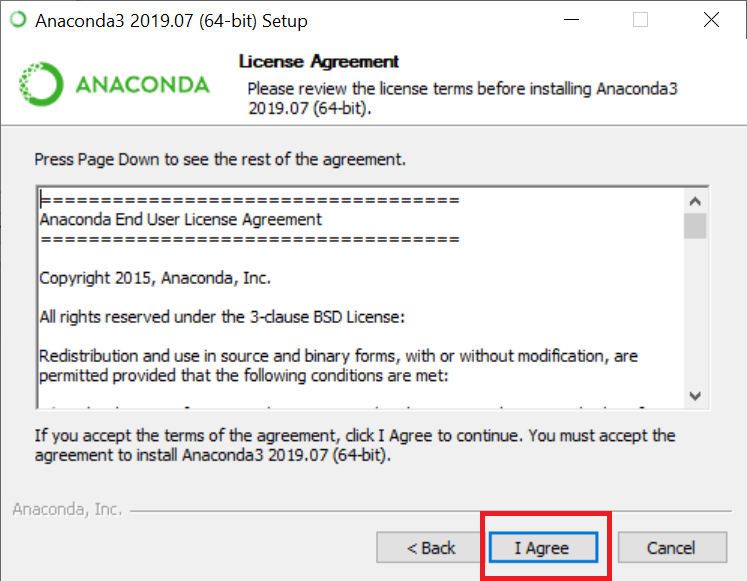 Anaconda3 2019.07 (64-bit) Setup
ANACONDA
License Agreement
Please review the license terms before installing Anaconda3
2019.07 (64-bit).
Press Page Down to see the rest of the agreement.
===================================
Anaconda End User License Agreement
===================================
Copyright 2015, Anaconda, Inc.
All rights reserved under the 3-clause BSD License:
Redistribution and use in source and binary forms, with or without modification, are
permitted provided that the following conditions are met:
If you accept the terms of the agreement, click I Agree to continue. You must accept the
agreement to install Anaconda3 2019.07 (64-bit).
Anaconda, Inc.
< Back
I Agree
Cancel